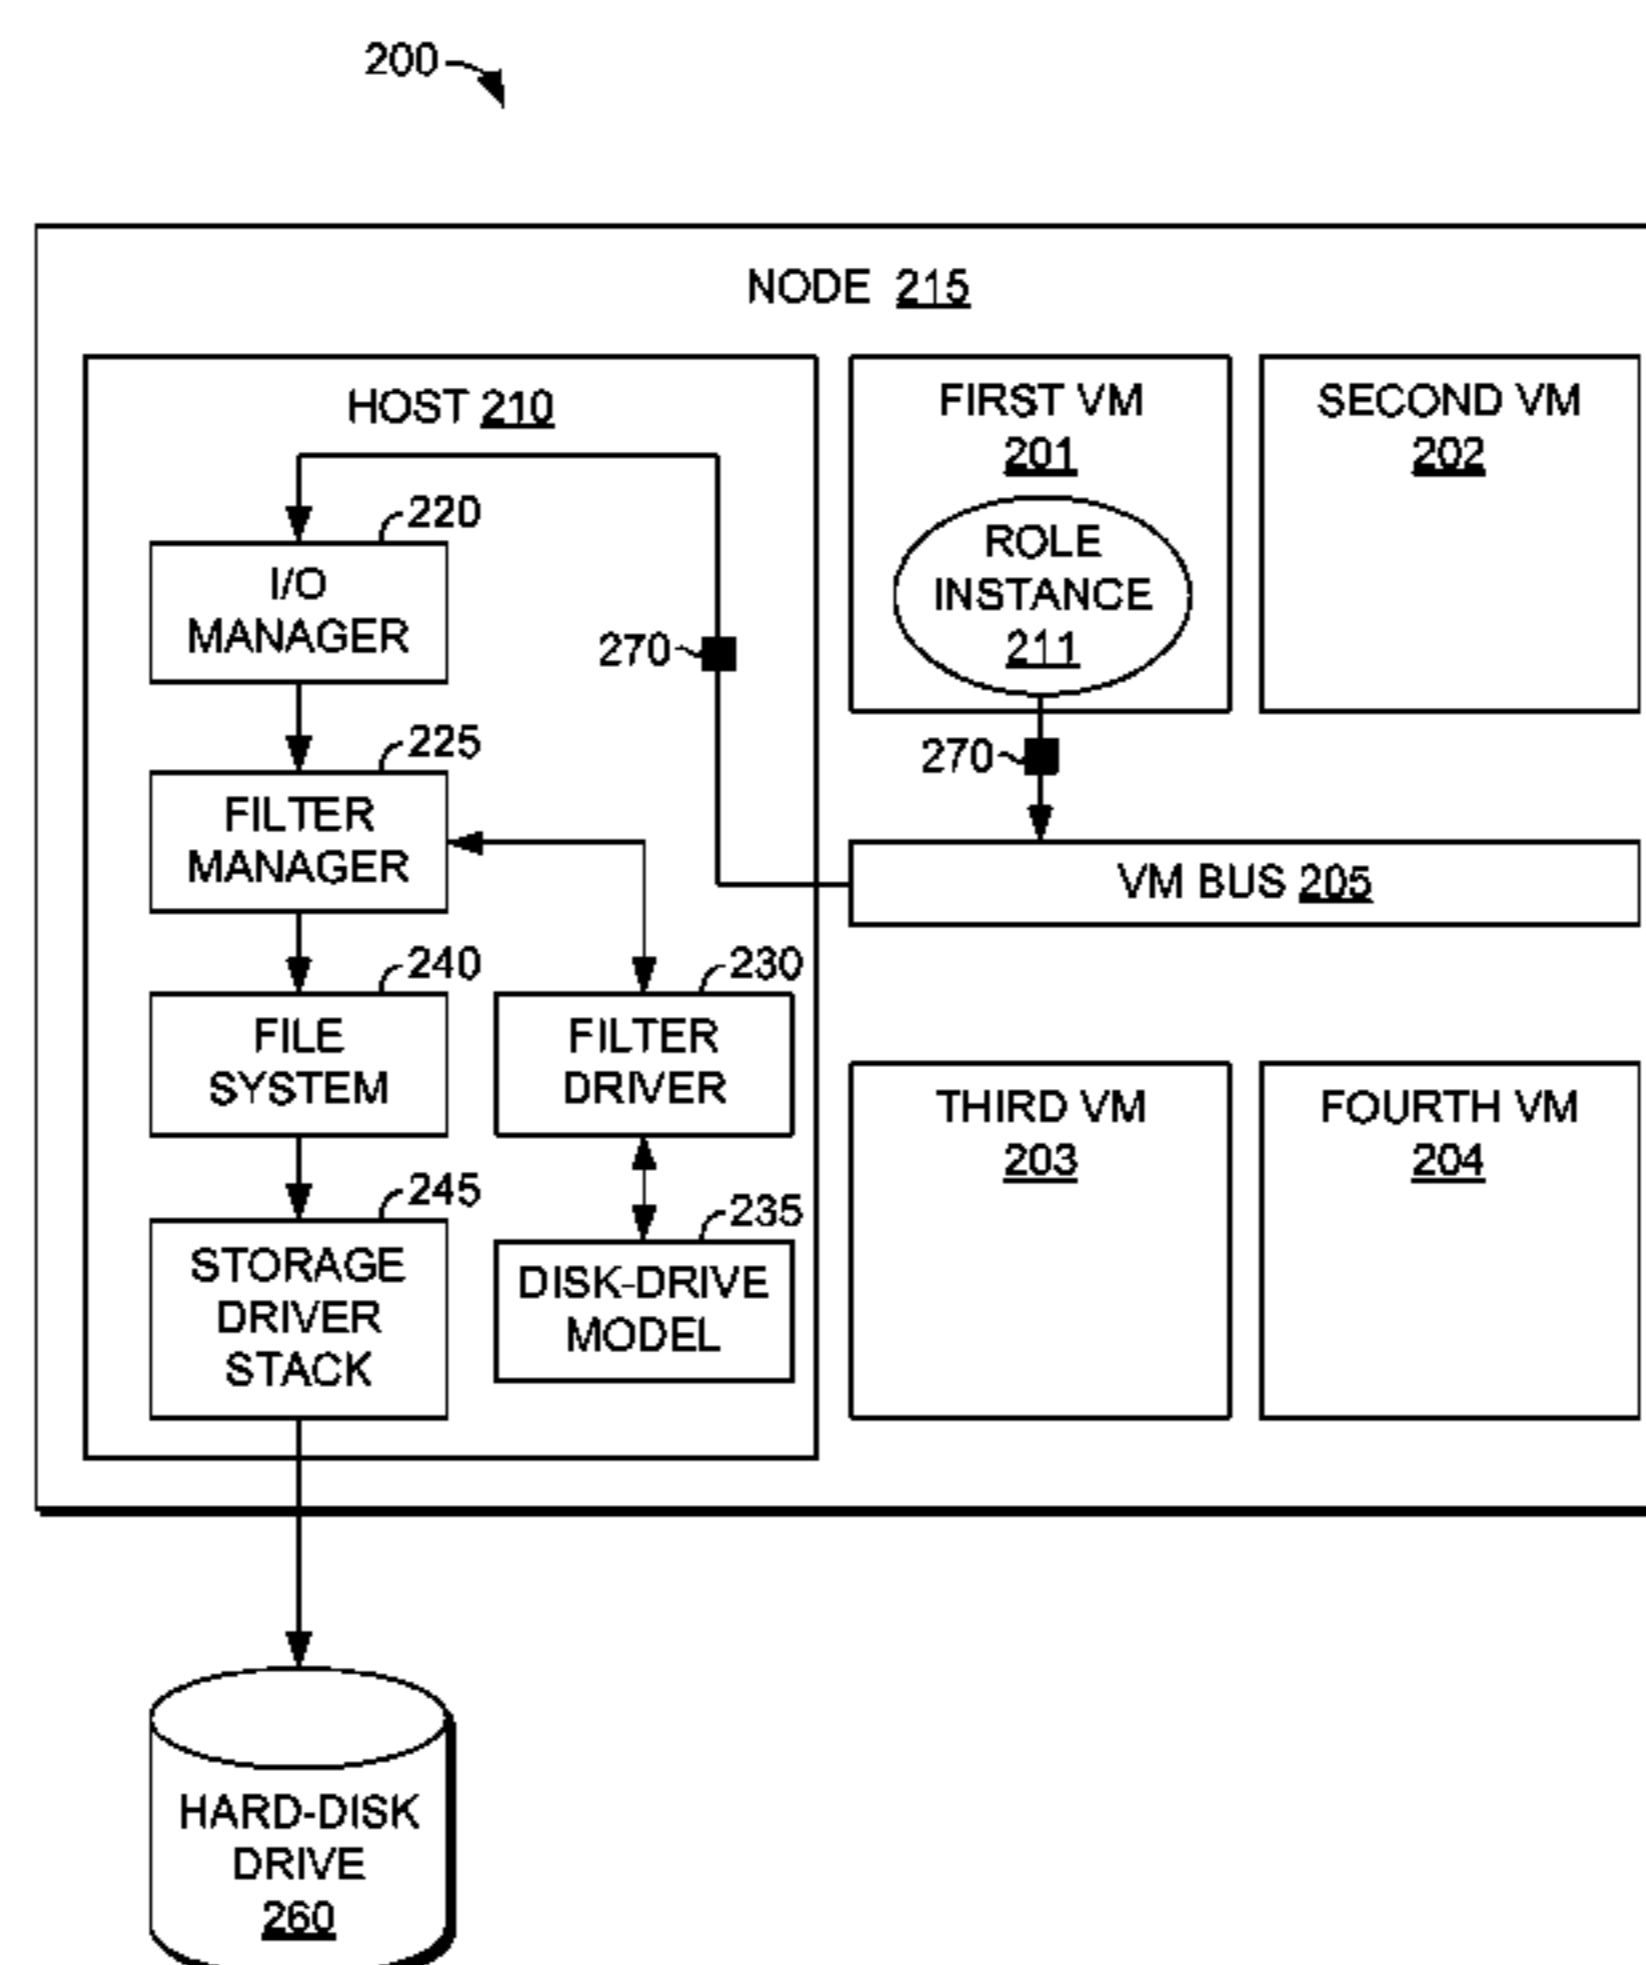 200
NODE 215
HOST 210
FIRST VM
201
SECOND VM
202
ROLE
INSTANCE
211
220
I/O
MANAGER
270
270
225
FILTER
MANAGER
VM BUS 205
240
FILE
SYSTEM
230
FILTER
DRIVER
THIRD VM
203
FOURTH VM
204
245
STORAGE
DRIVER
STACK
235
DISK-DRIVE
MODEL
HARD-DISK
DRIVE
260